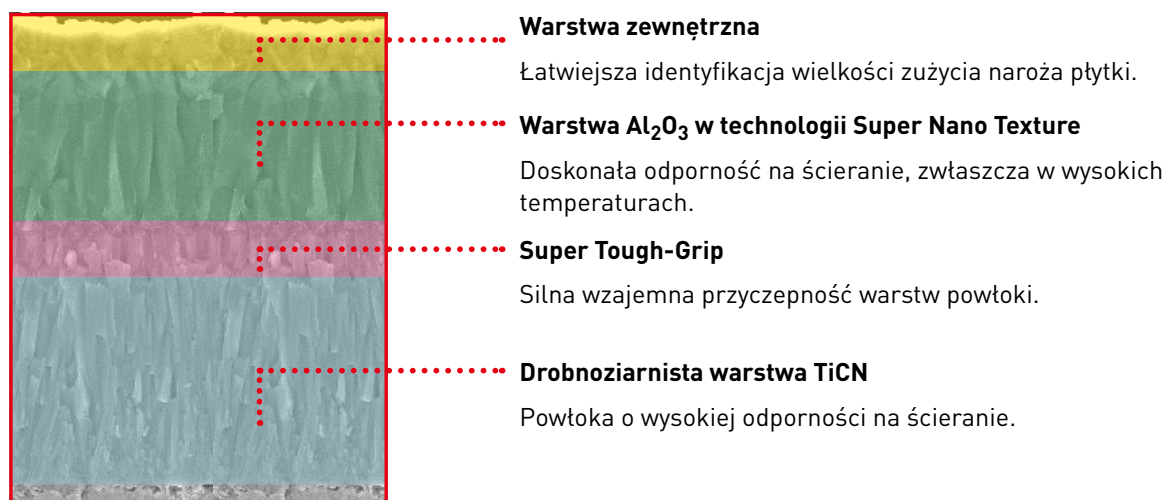 Warstwa zewnętrzna
Łatwiejsza identyfikacja wielkości zużycia naroża płytki.
Warstwa Al₂O₃ w technologii Super Nano Texture
Doskonała odporność na ścieranie, zwłaszcza w wysokich
temperaturach.
Super Tough-Grip
Silna wzajemna przyczepność warstw powłoki.
Drobnoziarnista warstwa TiCN
Powłoka o wysokiej odporności na ścieranie.